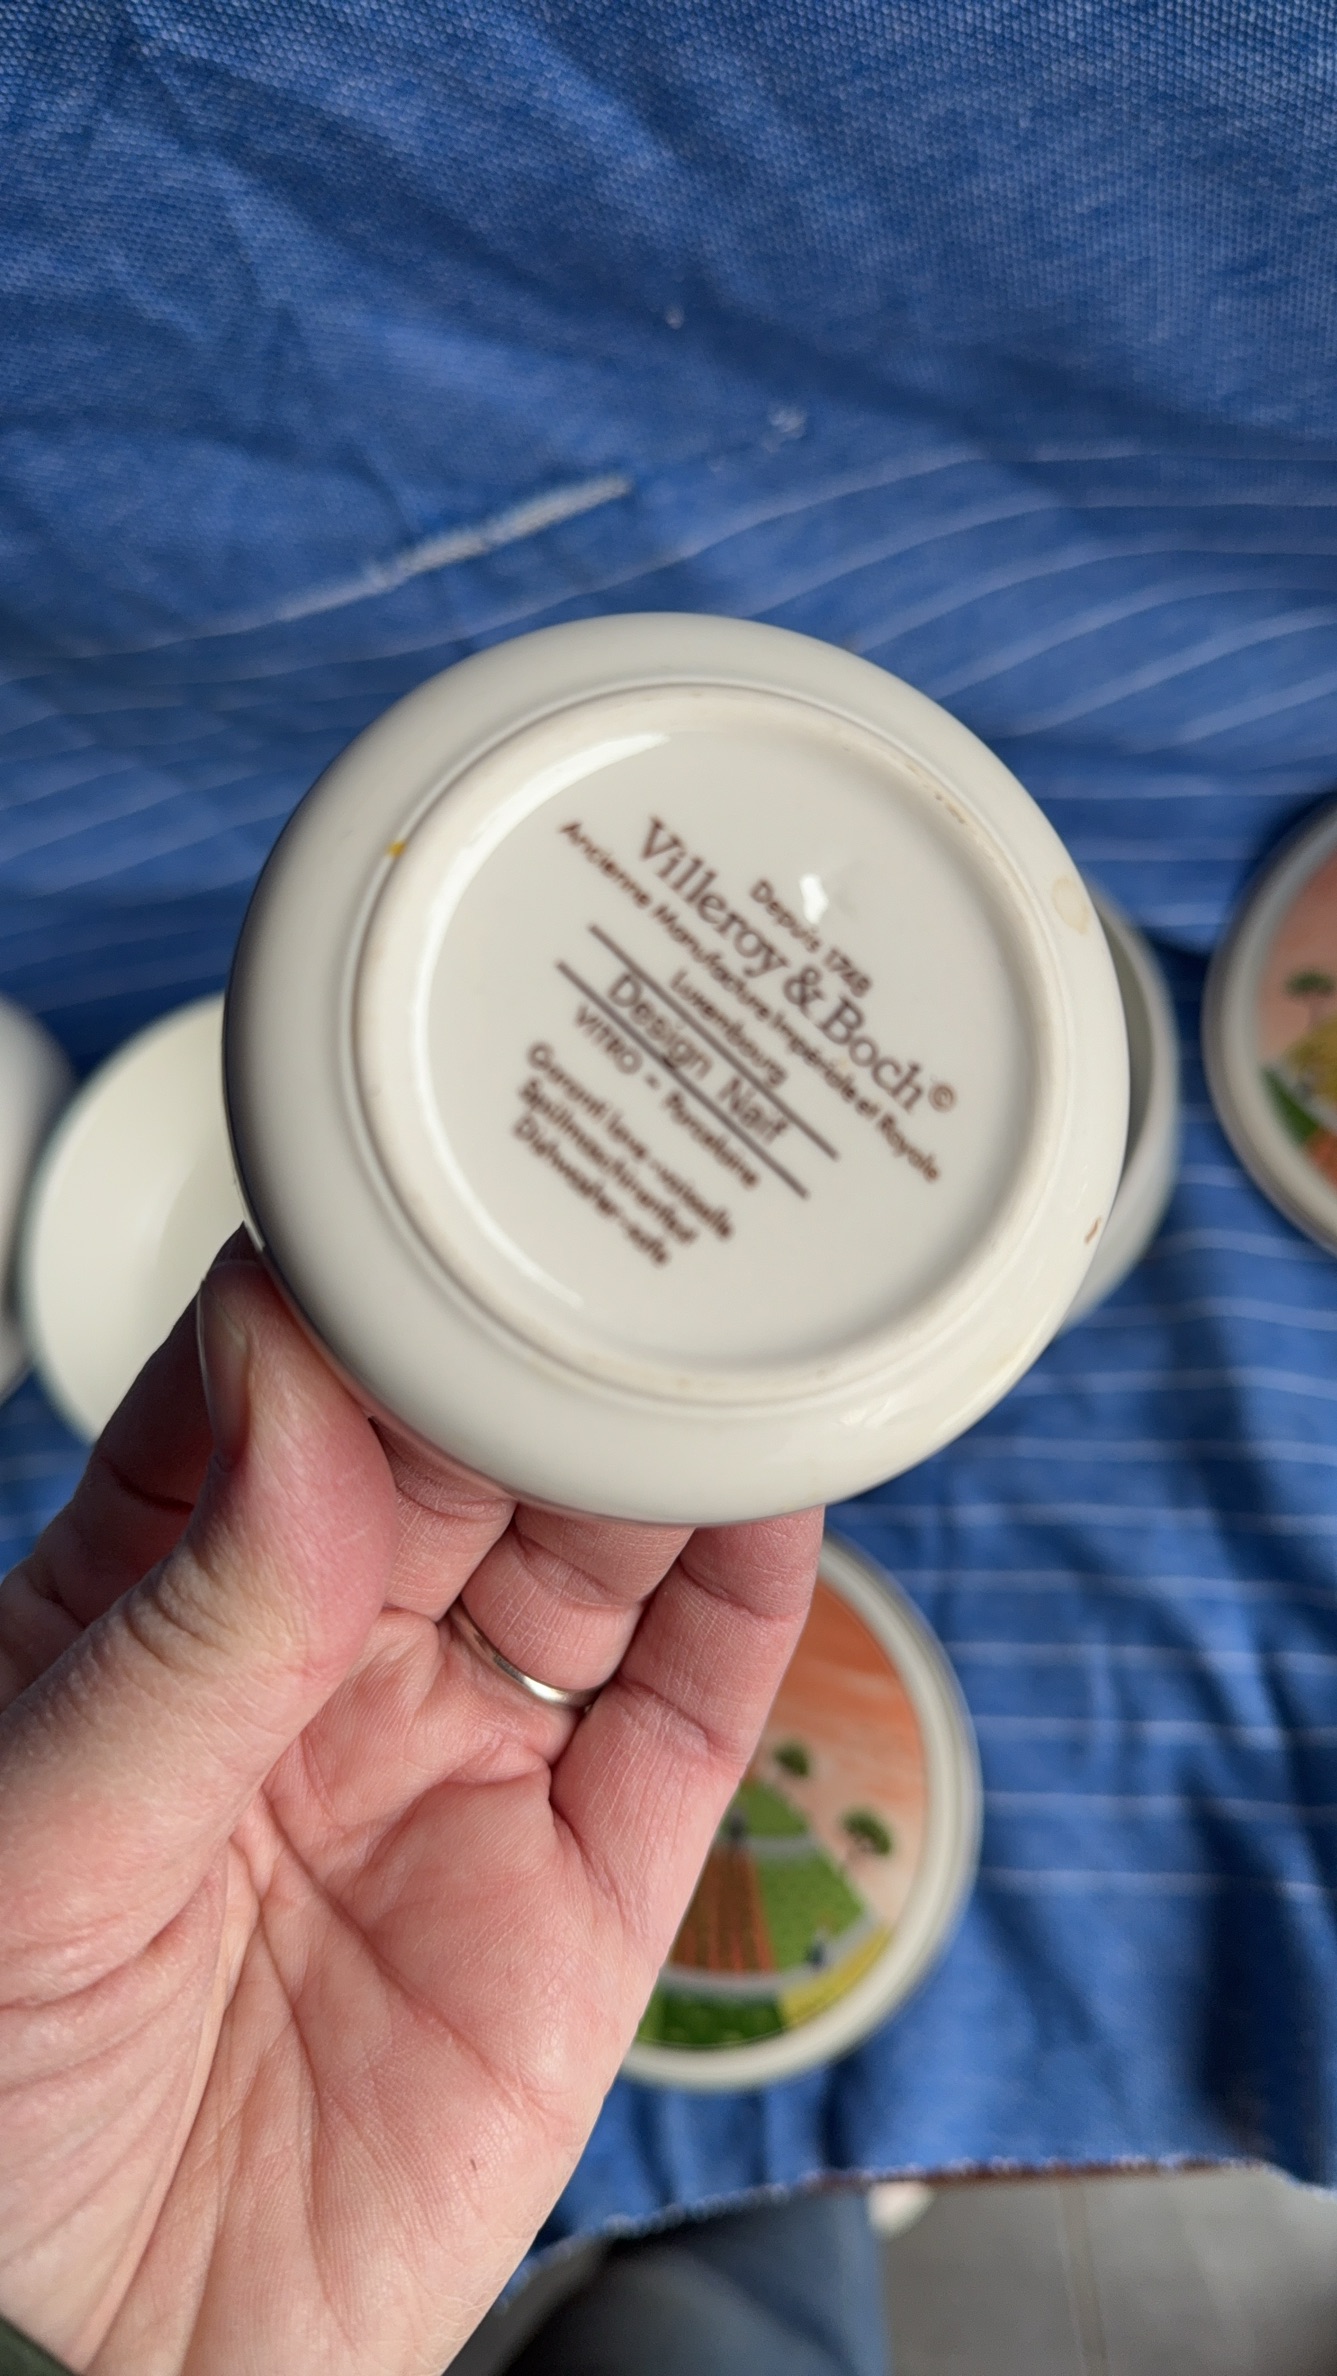 Depuis 1748
Villeroy & Boch ©
Ancienne Manufacture Impériale et Royale
Luxembourg
Design Naif
VITRO - Porcelaine
Garanti lave-vaisselle
Spülmaschinenfest
Dishwasher-safe